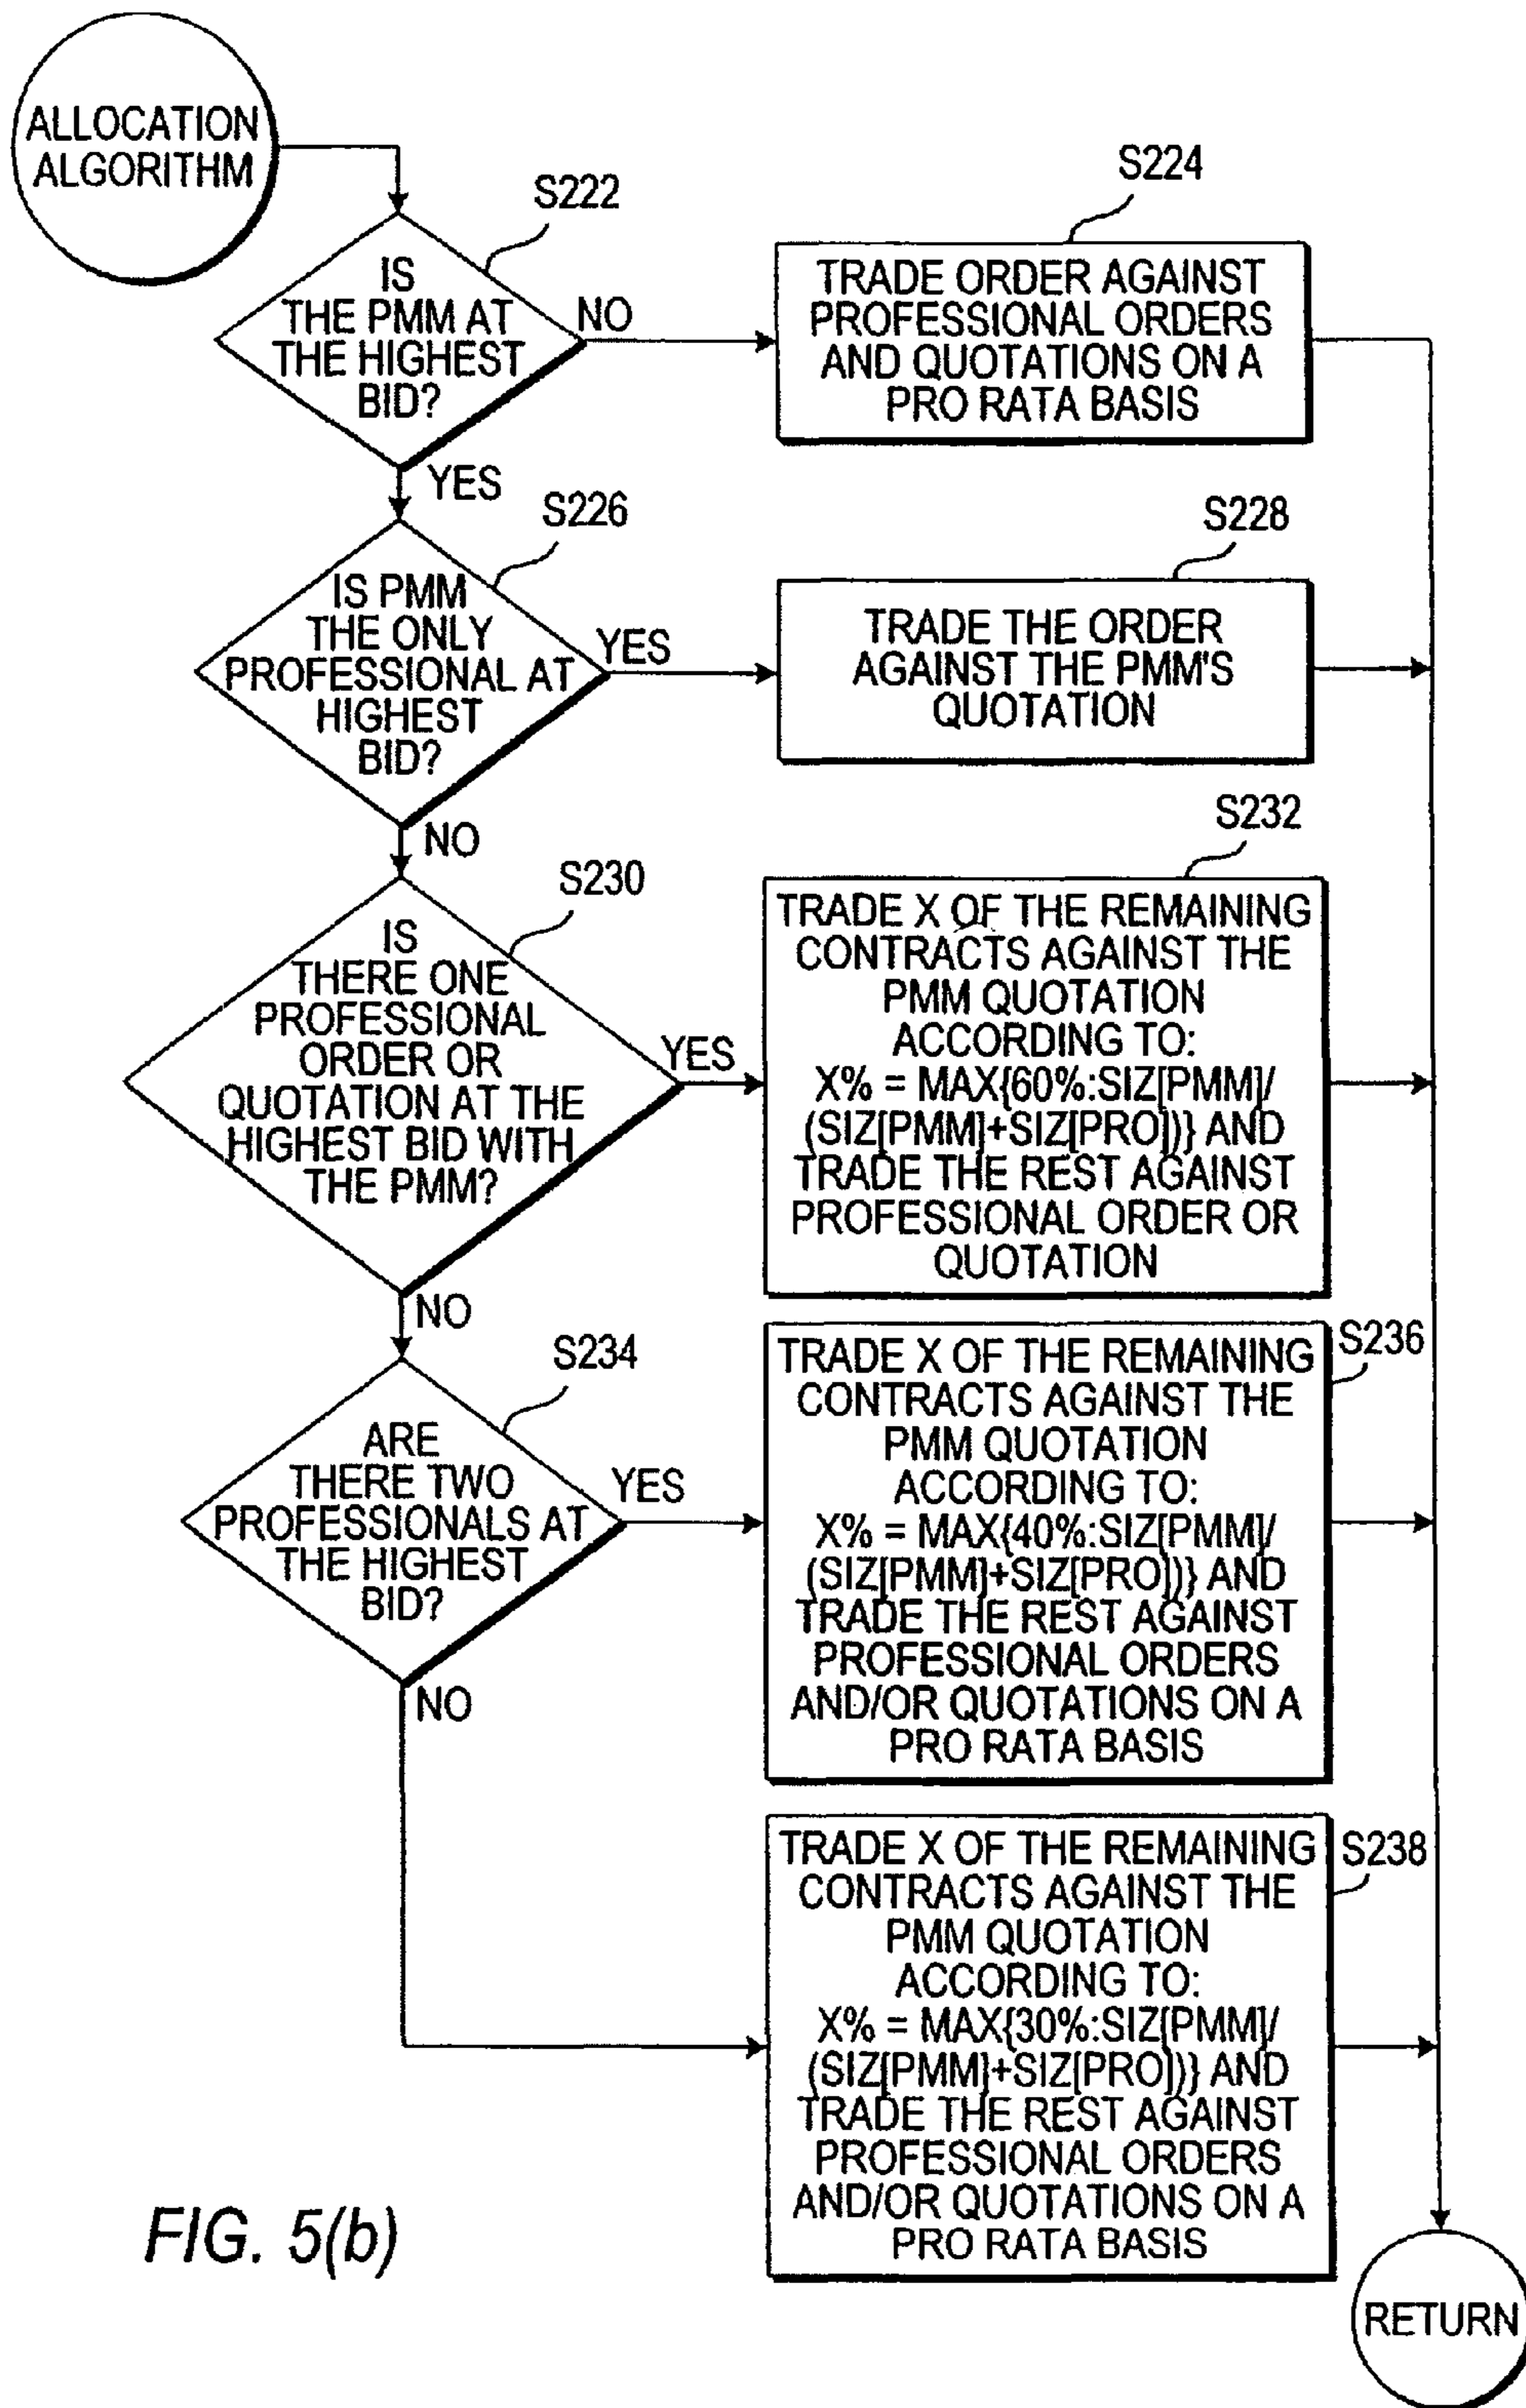 ALLOCATION
ALGORITHM
S222
IS
THE PMM AT
THE HIGHEST
BID?
NO
YES
S224
TRADE ORDER AGAINST
PROFESSIONAL ORDERS
AND QUOTATIONS ON A
PRO RATA BASIS
S226
IS PMM
THE ONLY
PROFESSIONAL AT
HIGHEST
BID?
YES
NO
S228
TRADE THE ORDER
AGAINST THE PMM'S
QUOTATION
S230
IS
THERE ONE
PROFESSIONAL
ORDER OR
QUOTATION AT THE
HIGHEST BID WITH
THE PMM?
YES
NO
S232
TRADE X OF THE REMAINING
CONTRACTS AGAINST THE
PMM QUOTATION
ACCORDING TO:
X% = MAX{60%:SIZ[PMM]/
(SIZ[PMM]+SIZ[PRO])} AND
TRADE THE REST AGAINST
PROFESSIONAL ORDER OR
QUOTATION
S234
ARE
THERE TWO
PROFESSIONALS AT
THE HIGHEST
BID?
YES
NO
S236
TRADE X OF THE REMAINING
CONTRACTS AGAINST THE
PMM QUOTATION
ACCORDING TO:
X% = MAX{40%:SIZ[PMM]/
(SIZ[PMM]+SIZ[PRO])} AND
TRADE THE REST AGAINST
PROFESSIONAL ORDERS
AND/OR QUOTATIONS ON A
PRO RATA BASIS
S238
TRADE X OF THE REMAINING
CONTRACTS AGAINST THE
PMM QUOTATION
ACCORDING TO:
X% = MAX{30%:SIZ[PMM]/
(SIZ[PMM]+SIZ[PRO])} AND
TRADE THE REST AGAINST
PROFESSIONAL ORDERS
AND/OR QUOTATIONS ON A
PRO RATA BASIS
FIG. 5(b)
RETURN